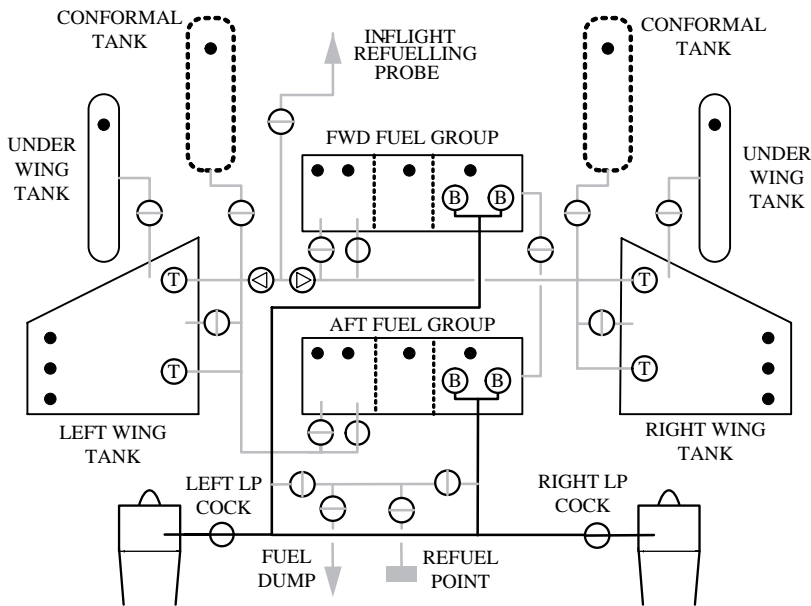 CONFORMAL
TANK
INFLIGHT
REFUELLING
PROBE
CONFORMAL
TANK
UNDER
WING
TANK
FWD FUEL GROUP
UNDER
WING
TANK
B B
T
T
AFT FUEL GROUP
B B
T
T
LEFT WING
TANK
RIGHT WING
TANK
LEFT LP
COCK
RIGHT LP
COCK
FUEL
DUMP
REFUEL
POINT